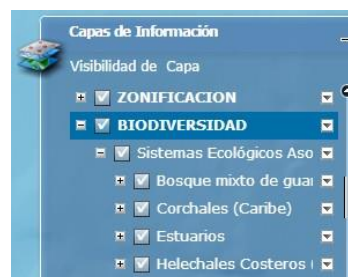 Capas de Información
Visibilidad de Capa
ZONIFICACION
BIODIVERSIDAD
Sistemas Ecológicos Aso
Bosque mixto de
Corchales (Caribe)
Estuarios
Helechales Costeros